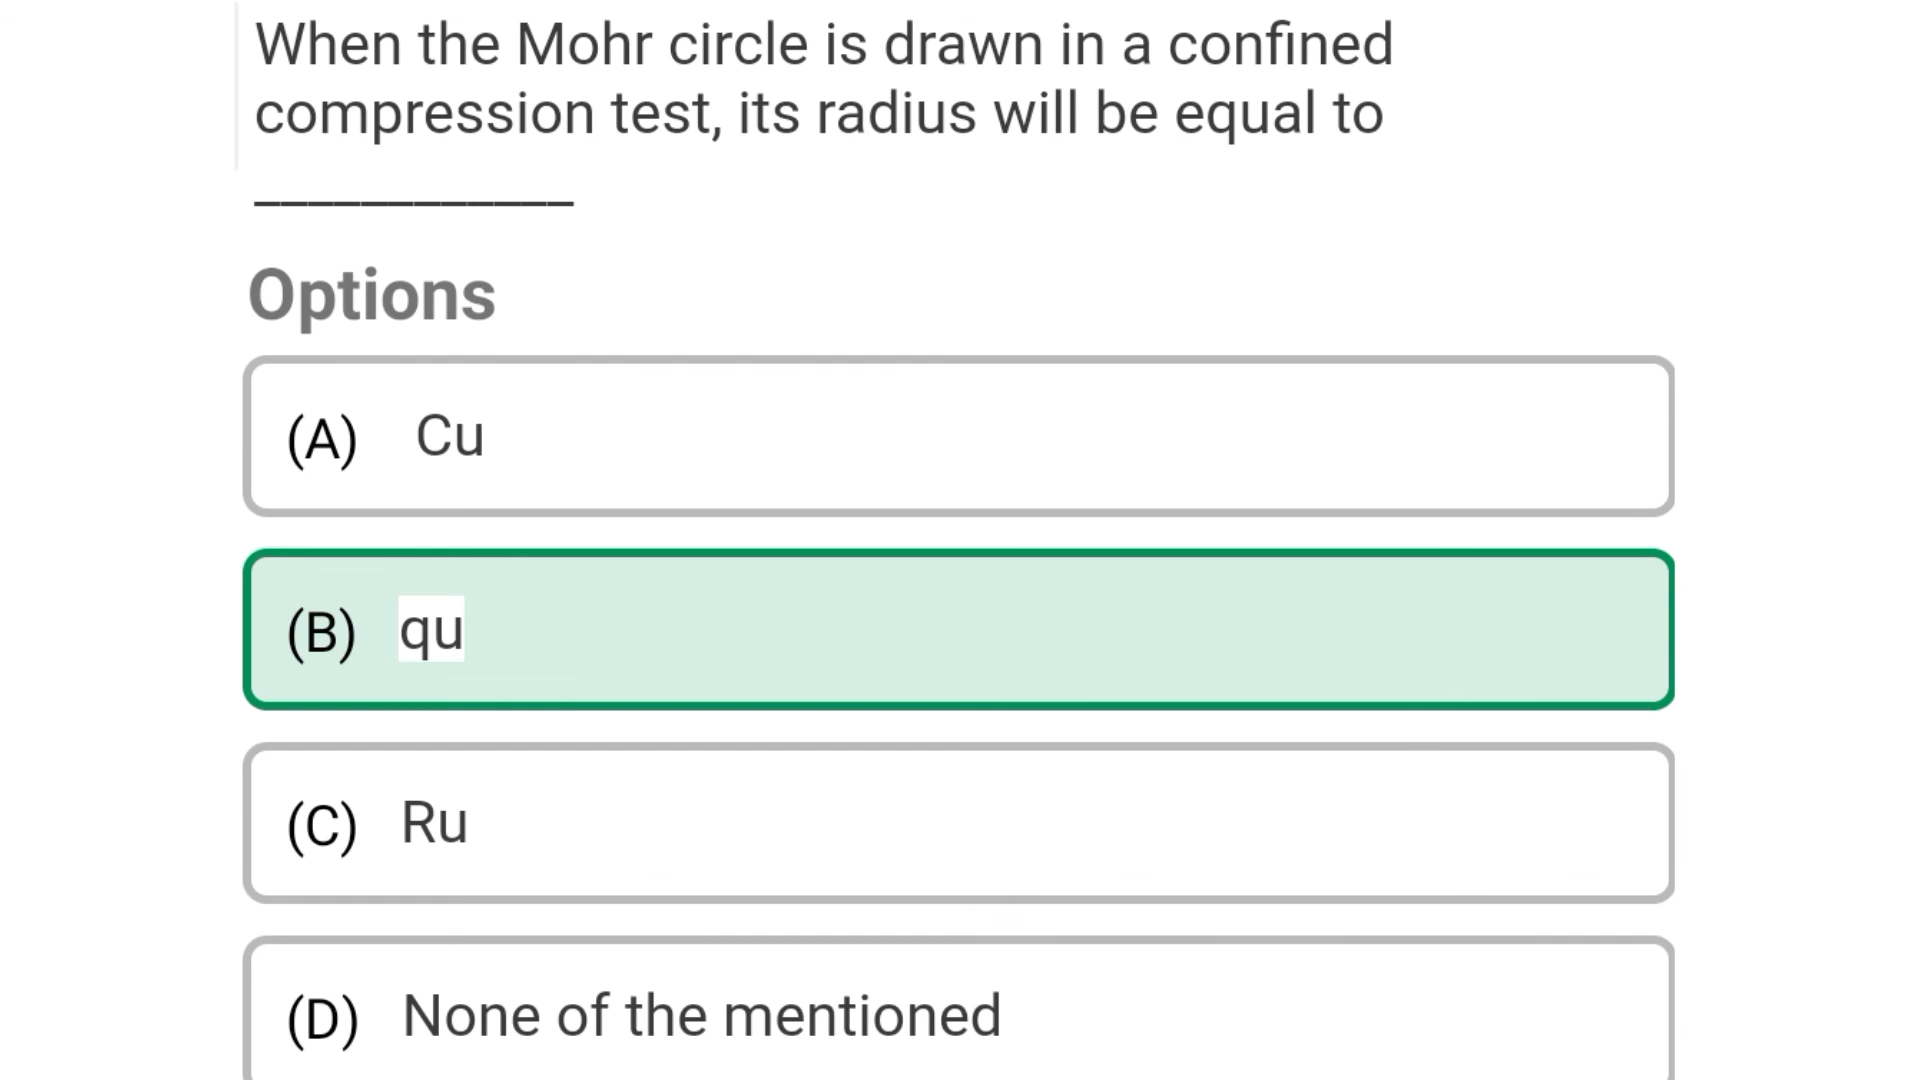 When the Mohr circle is drawn in a confined
compression test, its radius will be equal to
____________
Options
(A) Cu
(B) qu
(C) Ru
(D) None of the mentioned